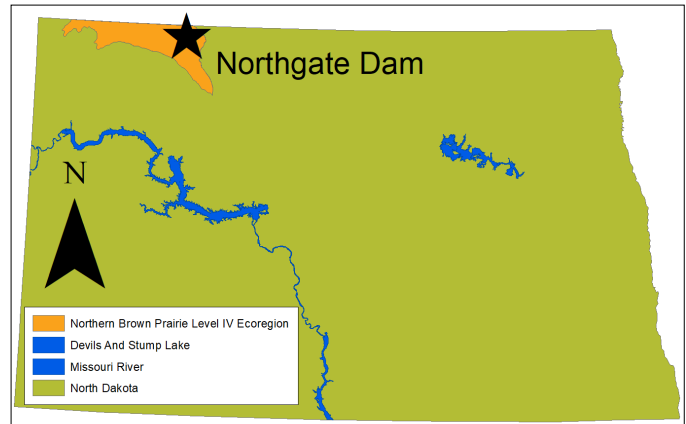 Northgate Dam
N
Northern Brown Prairie Level IV Ecoregion
Devils And Stump Lake
Missouri River
North Dakota